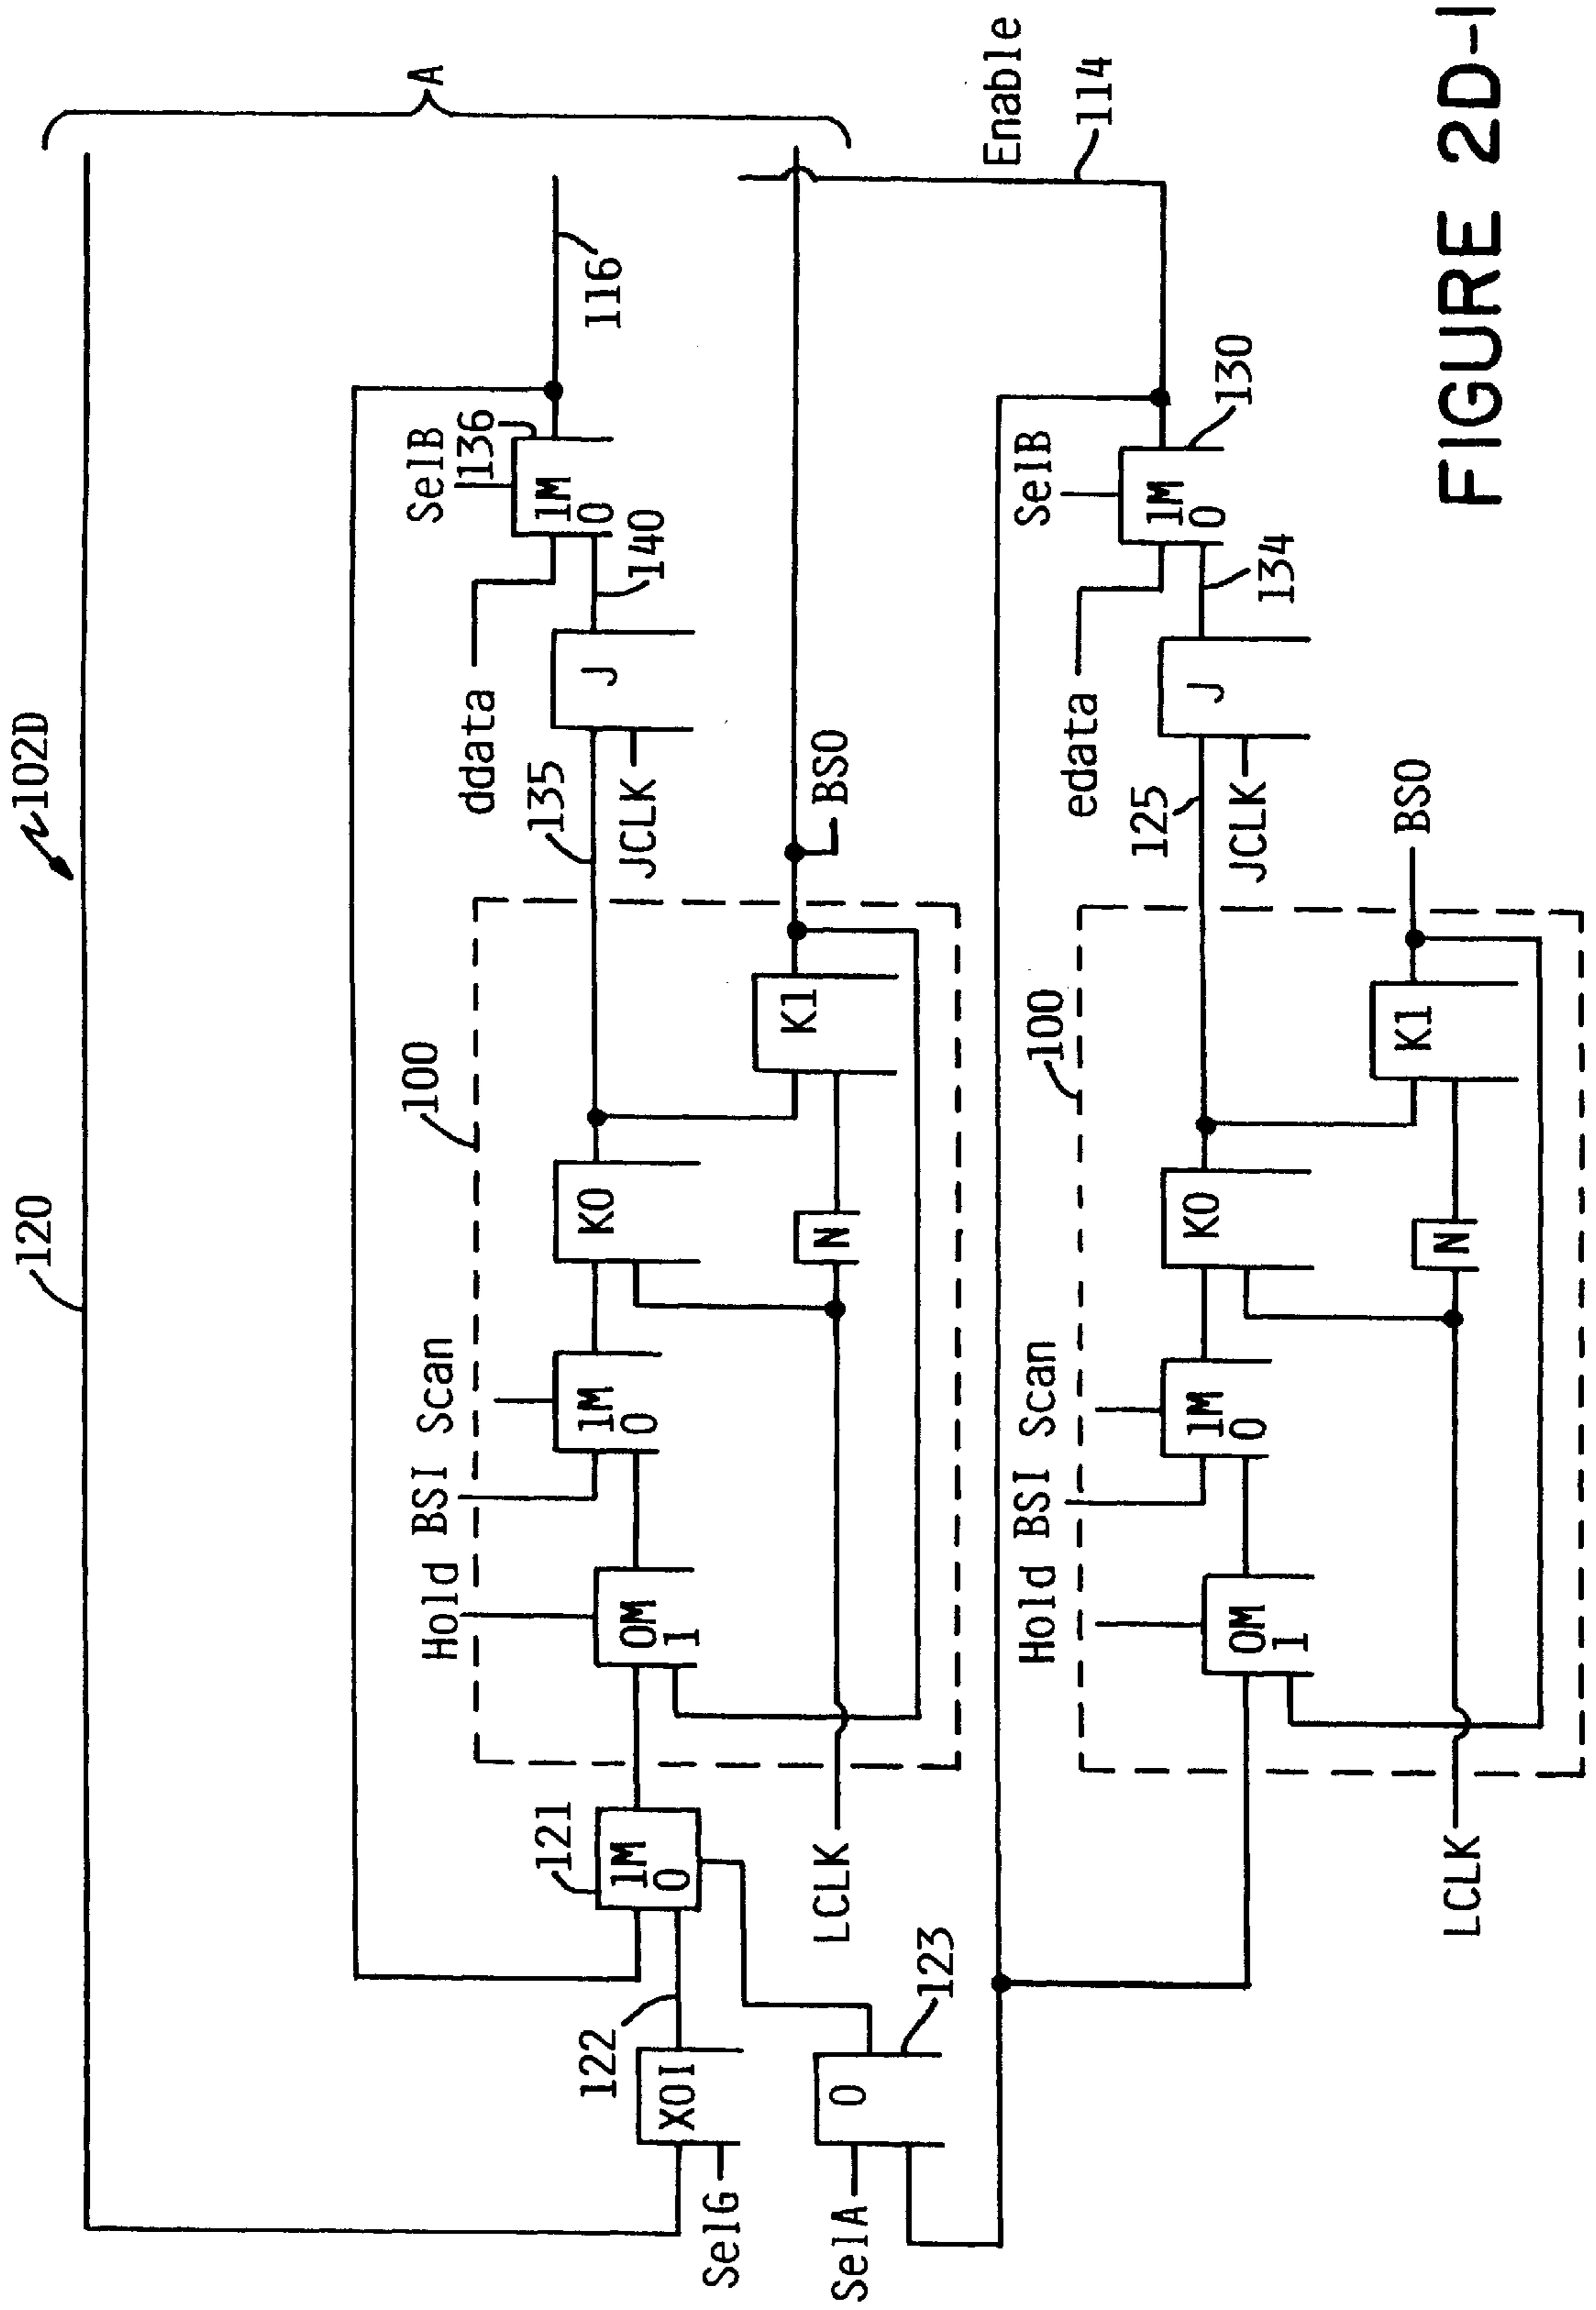 120
102D
A
SelB
136
116
ddata
1M
0
140
J
135
JCLK
100
Hold BSI Scan
121
1M
0
0M
1
1M
0
K0
N
K1
BSO
LCLK
122
XOI
SelG
0
123
SelA
Enable
114
SelB
130
edata
1M
0
134
J
125
JCLK
100
Hold BSI Scan
0M
1
1M
0
K0
N
K1
BSO
LCLK
FIGURE 2D-1